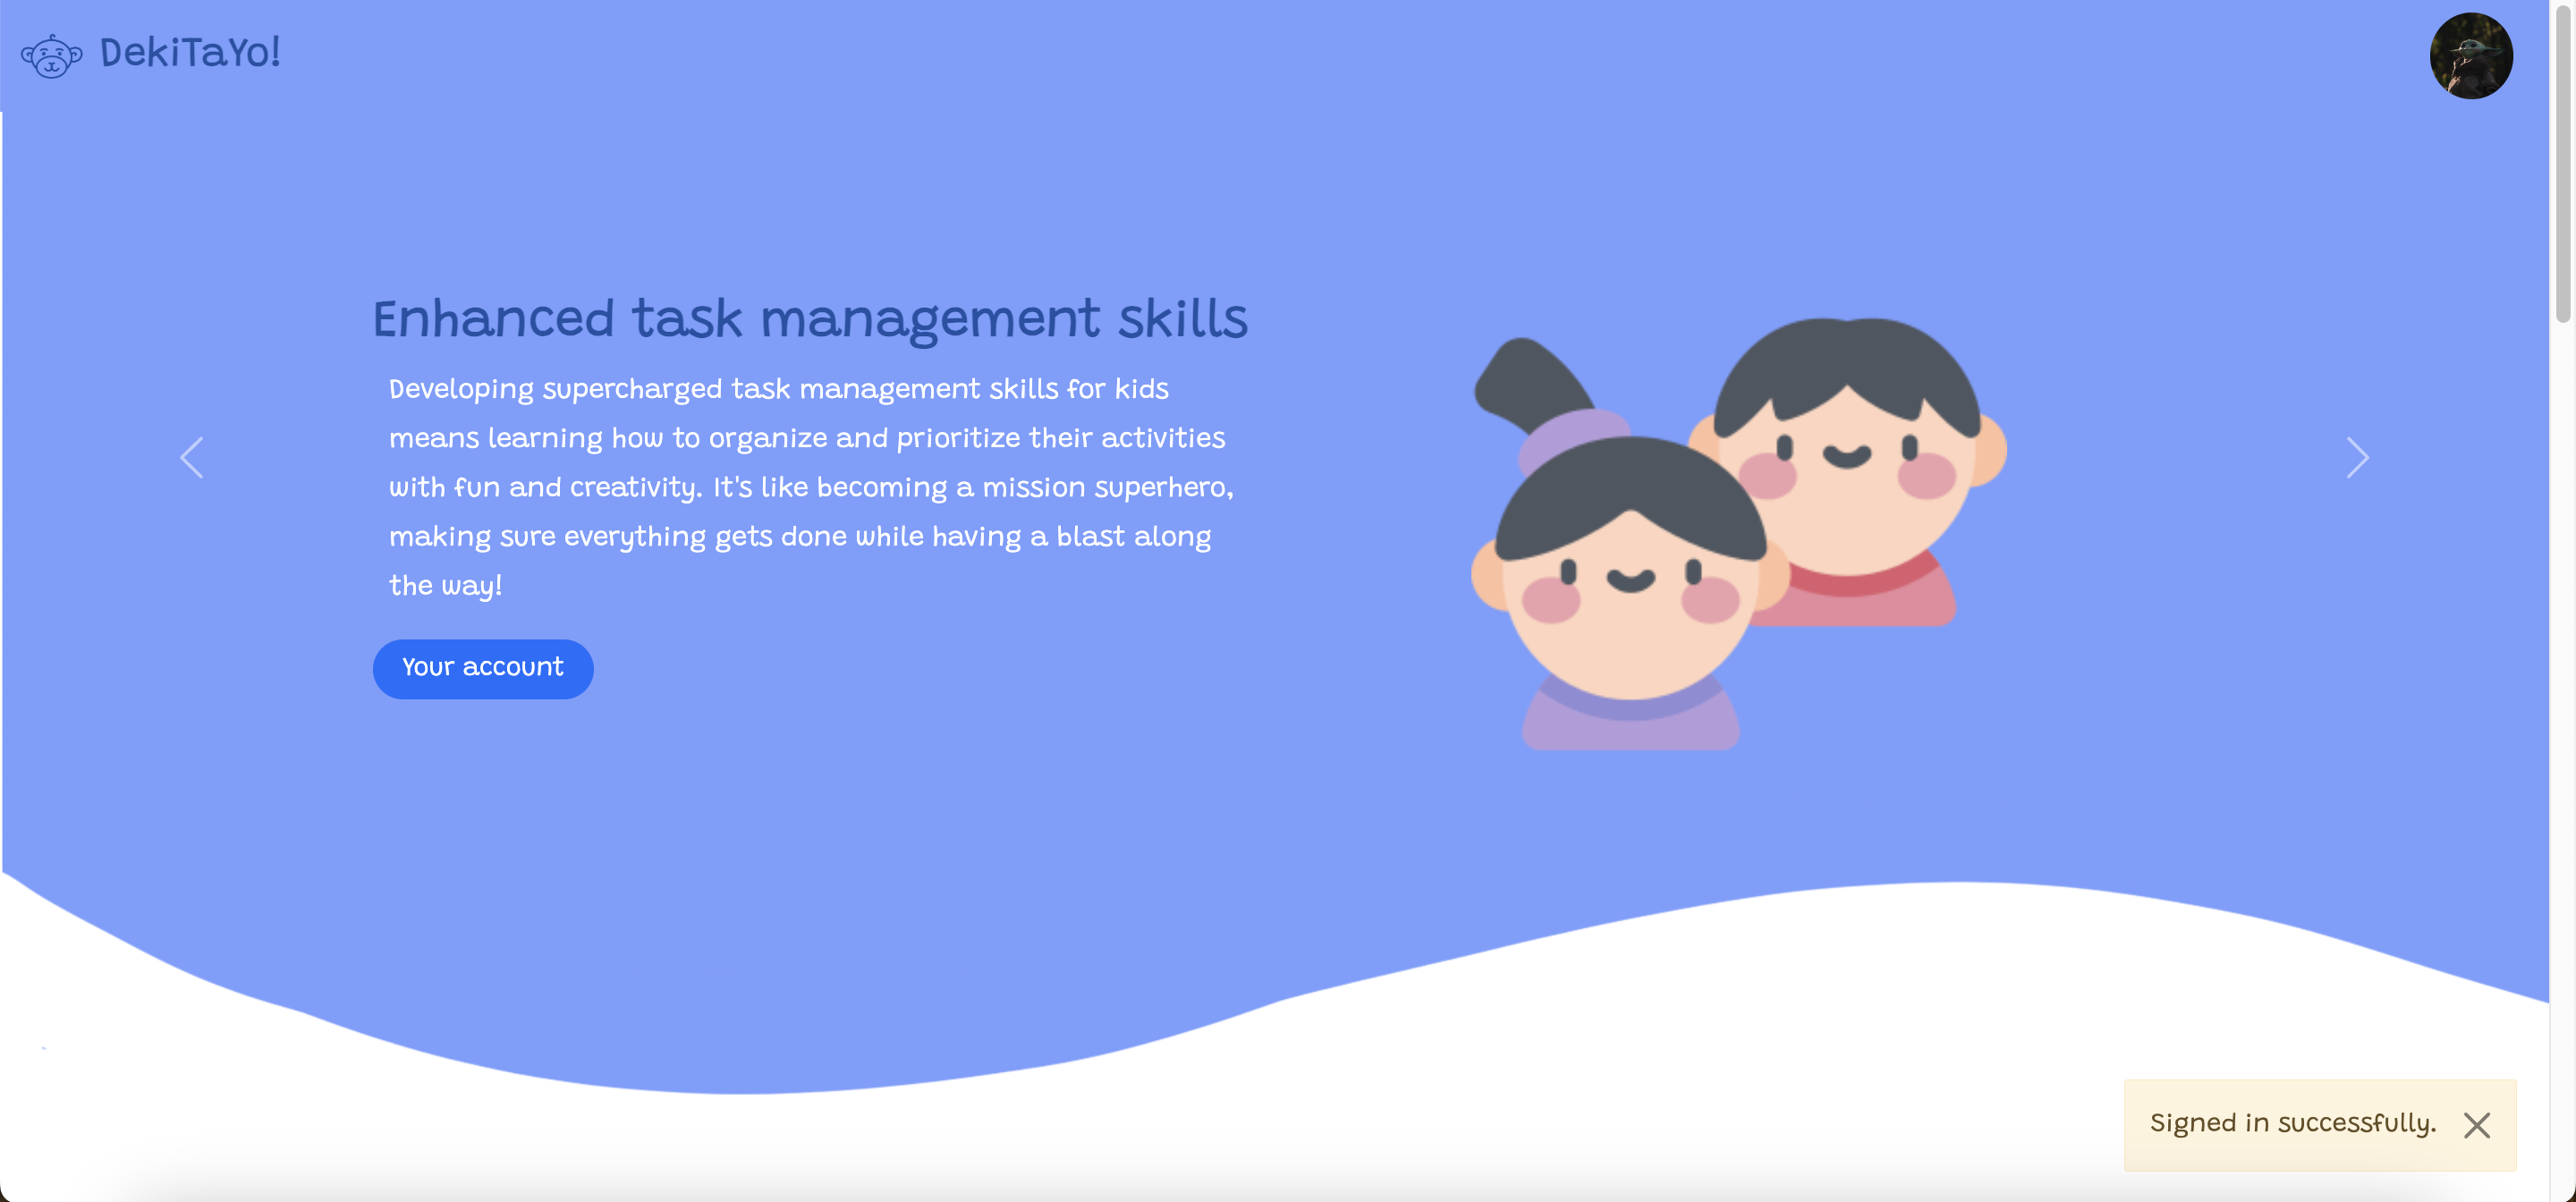 DekiTaYo!
Enhanced task management skills
Developing supercharged task management skills for kids
means learning how to organize and prioritize their activities
with fun and creativity. It's like becoming a mission superhero,
making sure everything gets done while having a blast along
the way!
Your account
Signed in successfully.